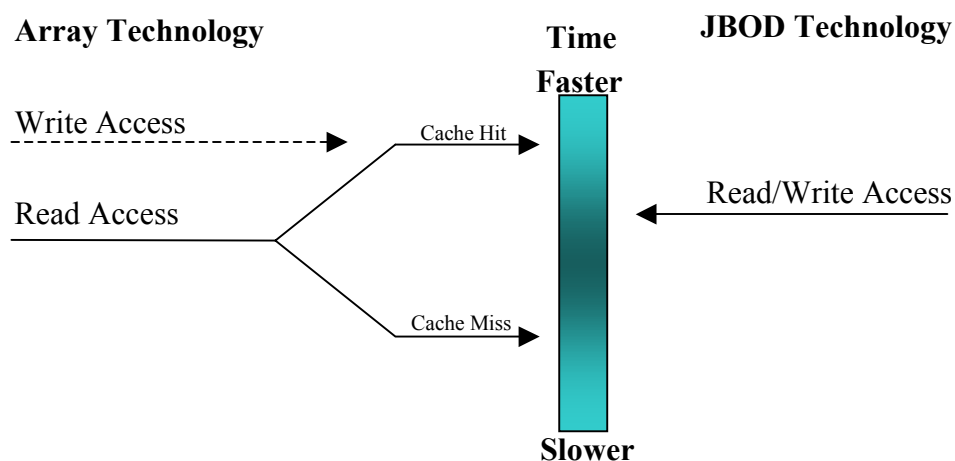 Array Technology
Time
JBOD Technology
Faster
Write Access
Cache Hit
Read/Write Access
Read Access
Cache Miss
Slower